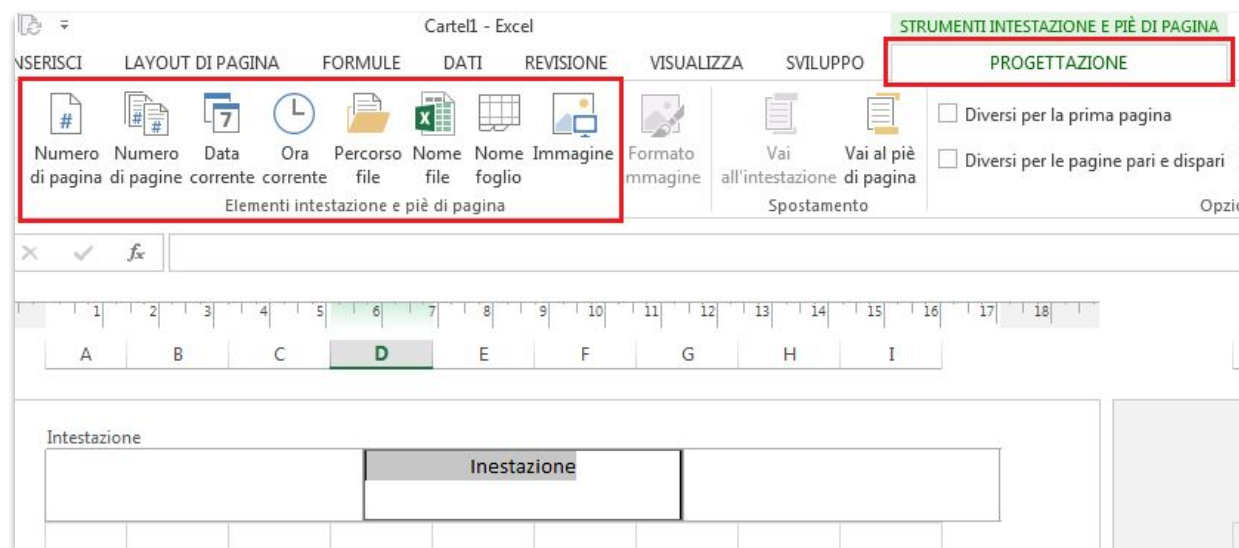 Cartel1 - Excel
STRUMENTI INTESTAZIONE E PIÈ DI PAGINA
NSERISCI LAYOUT DI PAGINA FORMULE DATI REVISIONE VISUALIZZA SVILUPPO PROGETTAZIONE
# # # 7 X
Numero di pagina
Numero di pagine
Data corrente
Ora corrente
Percorso file
Nome file
Nome foglio
Immagine
Formato mmagine
Vai all'intestazione
Vai al piè di pagina
Diversi per la prima pagina
Diversi per le pagine pari e dispari
Elementi intestazione e piè di pagina
Spostamento
Opzi
fx
1 2 3 4 5 6 7 8 9 10 11 12 13 14 15 16 17 18
A B C D E F G H I
Intestazione
Inestazione